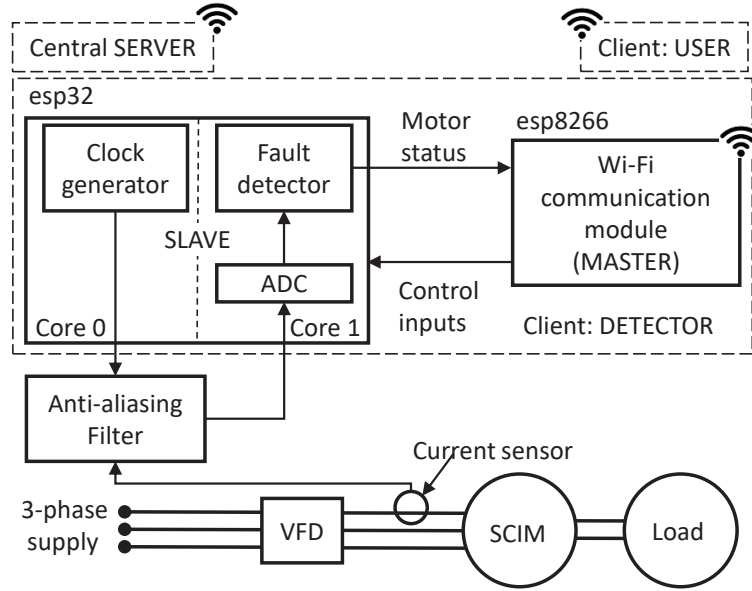 Central SERVER
Client: USER
esp32
Clock
generator
Fault
detector
SLAVE
ADC
Core 0
Core 1
Motor
status
esp8266
Wi-Fi
communication
module
(MASTER)
Control
inputs
Client: DETECTOR
Anti-aliasing
Filter
Current sensor
3-phase
supply
VFD
SCIM
Load